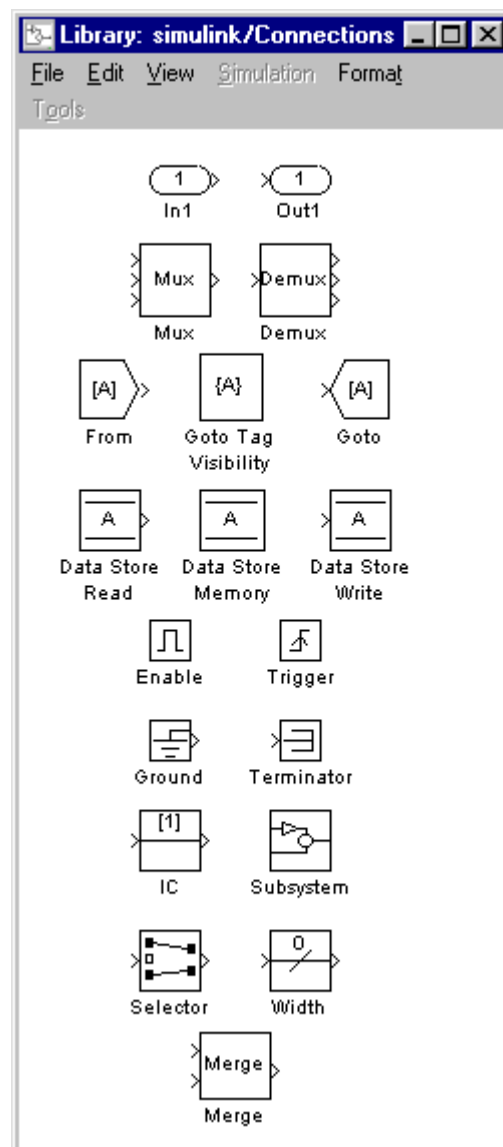 Library: simulink/Connections
File Edit View Simulation Format
Tools
1 1
In1 Out1
Mux Demux
Mux Demux
[A] {A} [A]
From Goto Tag Goto
Visibility
A A A
Data Store Data Store Data Store
Read Memory Write
Enable Trigger
Ground Terminator
[1]
IC Subsystem
0
Selector Width
Merge
Merge